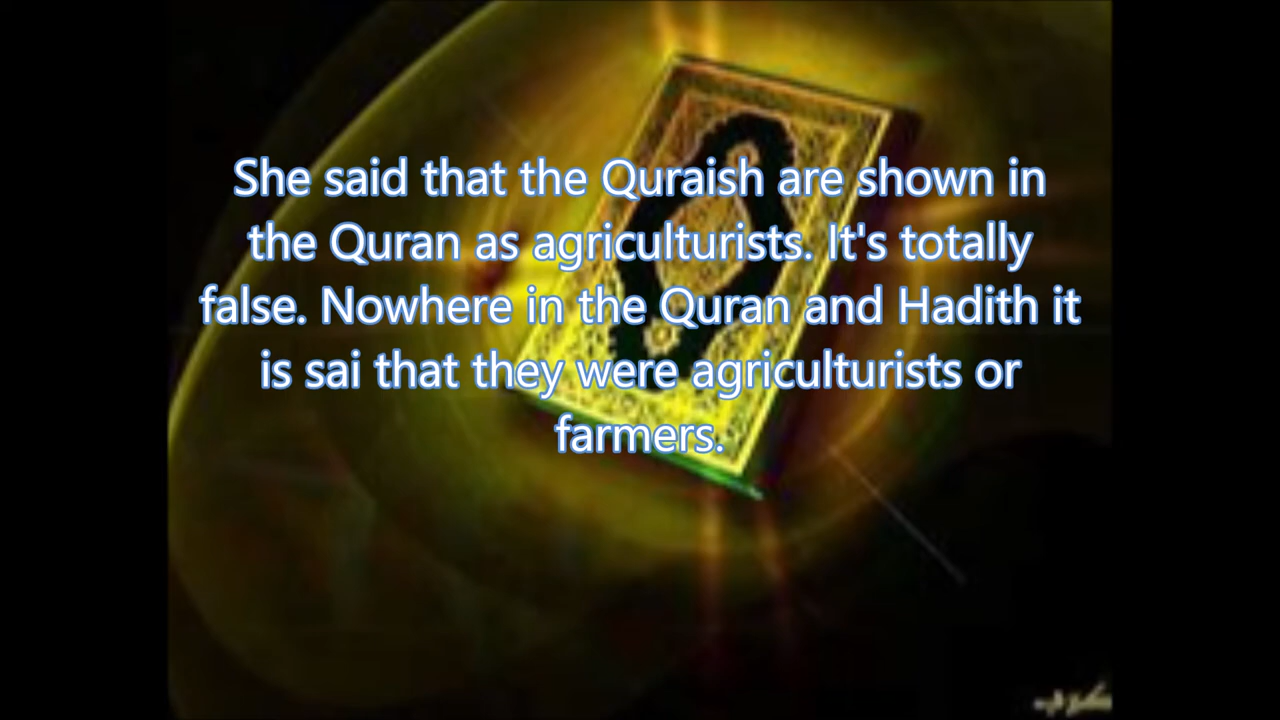 She said that the Quraish are shown in
the Quran as agriculturists. It's totally
false. Nowhere in the Quran and Hadith it
is sai that they were agriculturists or
farmers.